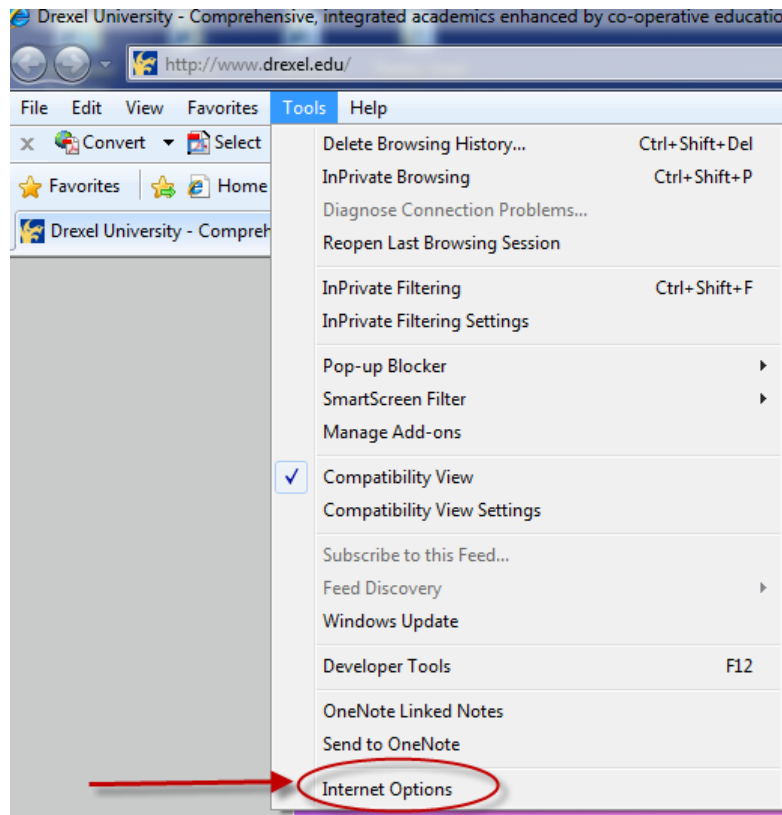 Drexel University - Comprehensive, integrated academics enhanced by co-operative educatio
http://www.drexel.edu/
File Edit View Favorites Tools Help
x Convert Select
Favorites Home
Drexel University - Compreh
Delete Browsing History... Ctrl+Shift+Del
InPrivate Browsing Ctrl+Shift+P
Diagnose Connection Problems...
Reopen Last Browsing Session
InPrivate Filtering Ctrl+Shift+F
InPrivate Filtering Settings
Pop-up Blocker
SmartScreen Filter
Manage Add-ons
Compatibility View
Compatibility View Settings
Subscribe to this Feed...
Feed Discovery
Windows Update
Developer Tools F12
OneNote Linked Notes
Send to OneNote
Internet Options